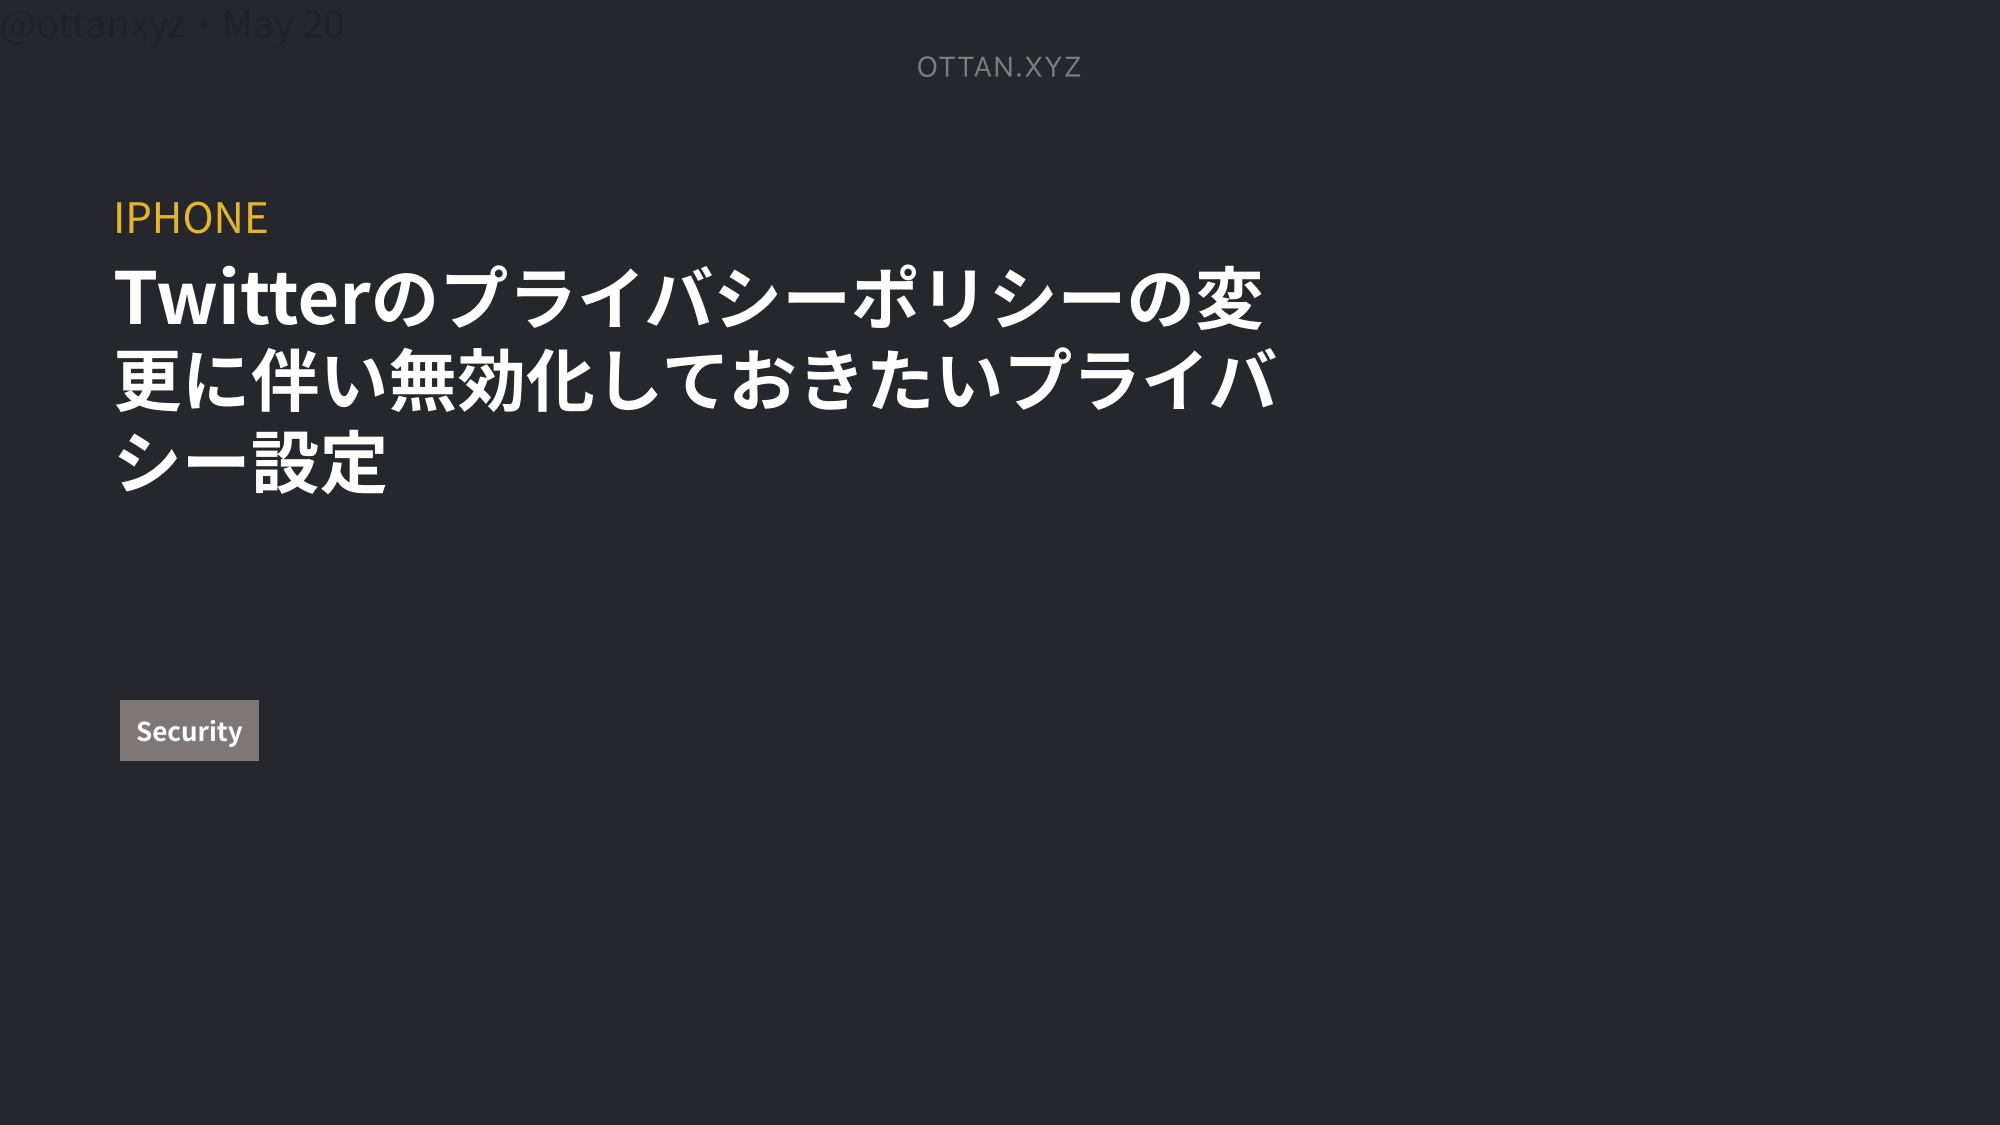 @ottanxyz・May 20
OTTAN.XYZ
IPHONE
Twitterのプライバシーポリシーの変
更に伴い無効化しておきたいプライバ
シー設定
Security